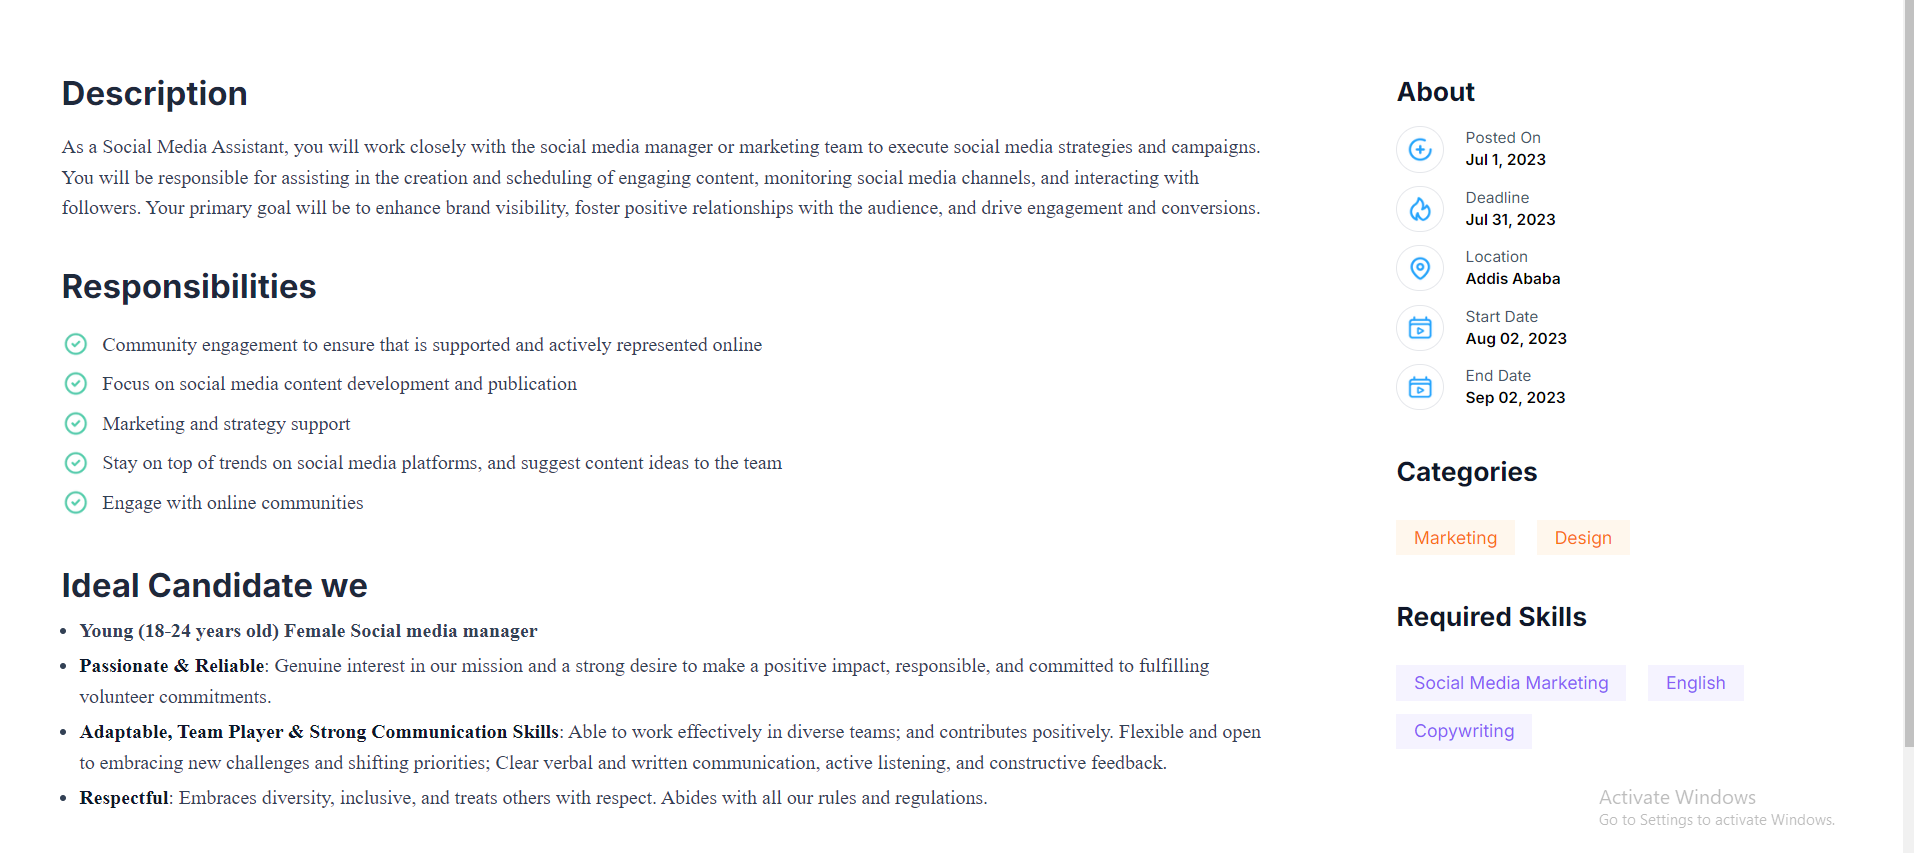 Description
As a Social Media Assistant, you will work closely with the social media manager or marketing team to execute social media strategies and campaigns.
You will be responsible for assisting in the creation and scheduling of engaging content, monitoring social media channels, and interacting with
followers. Your primary goal will be to enhance brand visibility, foster positive relationships with the audience, and drive engagement and conversions.
Responsibilities
Community engagement to ensure that is supported and actively represented online
Focus on social media content development and publication
Marketing and strategy support
Stay on top of trends on social media platforms, and suggest content ideas to the team
Engage with online communities
Ideal Candidate we
Young (18-24 years old) Female Social media manager
Passionate & Reliable: Genuine interest in our mission and a strong desire to make a positive impact, responsible, and committed to fulfilling
volunteer commitments.
Adaptable, Team Player & Strong Communication Skills: Able to work effectively in diverse teams; and contributes positively. Flexible and open
to embracing new challenges and shifting priorities; Clear verbal and written communication, active listening, and constructive feedback.
Respectful: Embraces diversity, inclusive, and treats others with respect. Abides with all our rules and regulations.
About
Posted On
Jul 1, 2023
Deadline
Jul 31, 2023
Location
Addis Ababa
Start Date
Aug 02, 2023
End Date
Sep 02, 2023
Categories
Marketing Design
Required Skills
Social Media Marketing English
Copywriting
Activate Windows
Go to Settings to activate Windows.